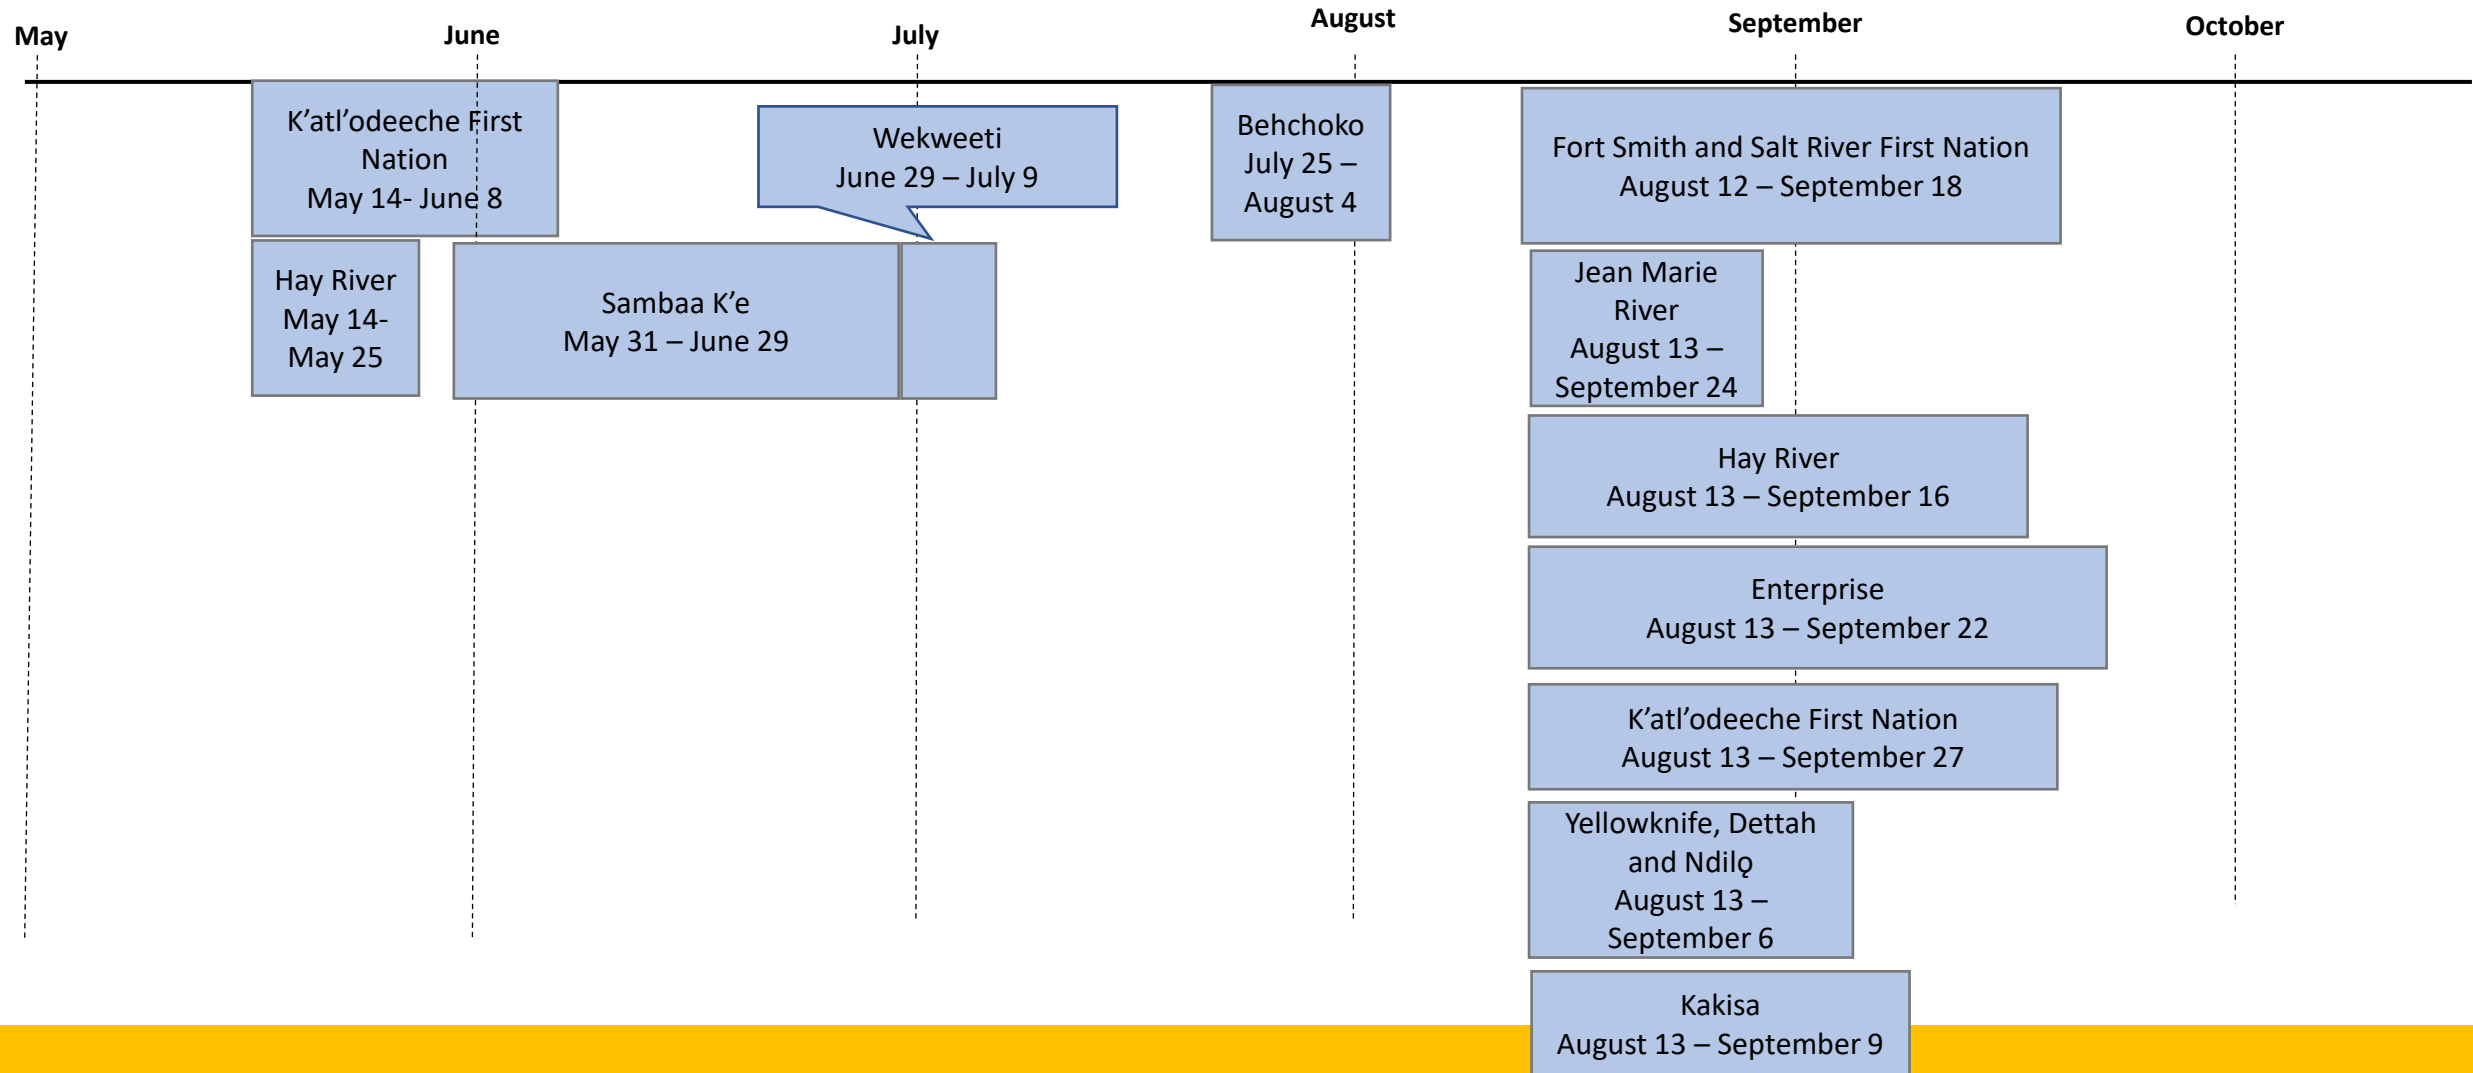 May
June
July
August
September
October
K’atl’odeeche First
Nation
May 14- June 8
Hay River
May 14-
May 25
Wekweeti
June 29 – July 9
Sambaa K’e
May 31 – June 29
Behchoko
July 25 –
August 4
Fort Smith and Salt River First Nation
August 12 – September 18
Jean Marie
River
August 13 –
September 24
Hay River
August 13 – September 16
Enterprise
August 13 – September 22
K’atl’odeeche First Nation
August 13 – September 27
Yellowknife, Dettah
and Ndilǫ
August 13 –
September 6
Kakisa
August 13 – September 9